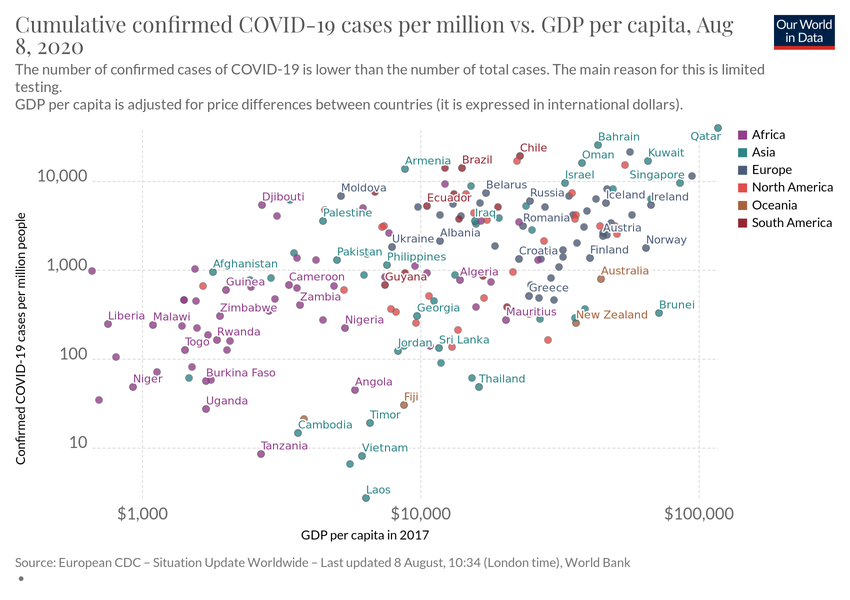 Cumulative confirmed COVID-19 cases per million vs. GDP per capita, Aug
8, 2020
Our World
in Data
The number of confirmed cases of COVID-19 is lower than the number of total cases. The main reason for this is limited
testing.
GDP per capita is adjusted for price differences between countries (it is expressed in international dollars).
Confirmed COVID-19 cases per million people
10,000
1,000
100
10
Qatar
Bahrain
Chile
Kuwait
Oman
Brazil
Armenia
Israel
Singapore
Moldova
Belarus
Djibouti
Ecuador
Russia
Iceland
Ireland
Palestine
Iraq
Romania
Austria
Ukraine
Albania
Norway
Pakistan
Philippines
Croatia
Finland
Afghanistan
Cameroon
Guyana
Algeria
Australia
Guinea
Greece
Zambia
Zimbabwe
Georgia
Mauritius
New Zealand
Brunei
Liberia
Malawi
Nigeria
Rwanda
Togo
Jordan
Sri Lanka
Niger
Burkina Faso
Angola
Thailand
Uganda
Fiji
Cambodia
Timor
Tanzania
Vietnam
Laos
$1,000
$10,000
$100,000
GDP per capita in 2017
Africa
Asia
Europe
North America
Oceania
South America
Source: European CDC – Situation Update Worldwide – Last updated 8 August, 10:34 (London time), World Bank